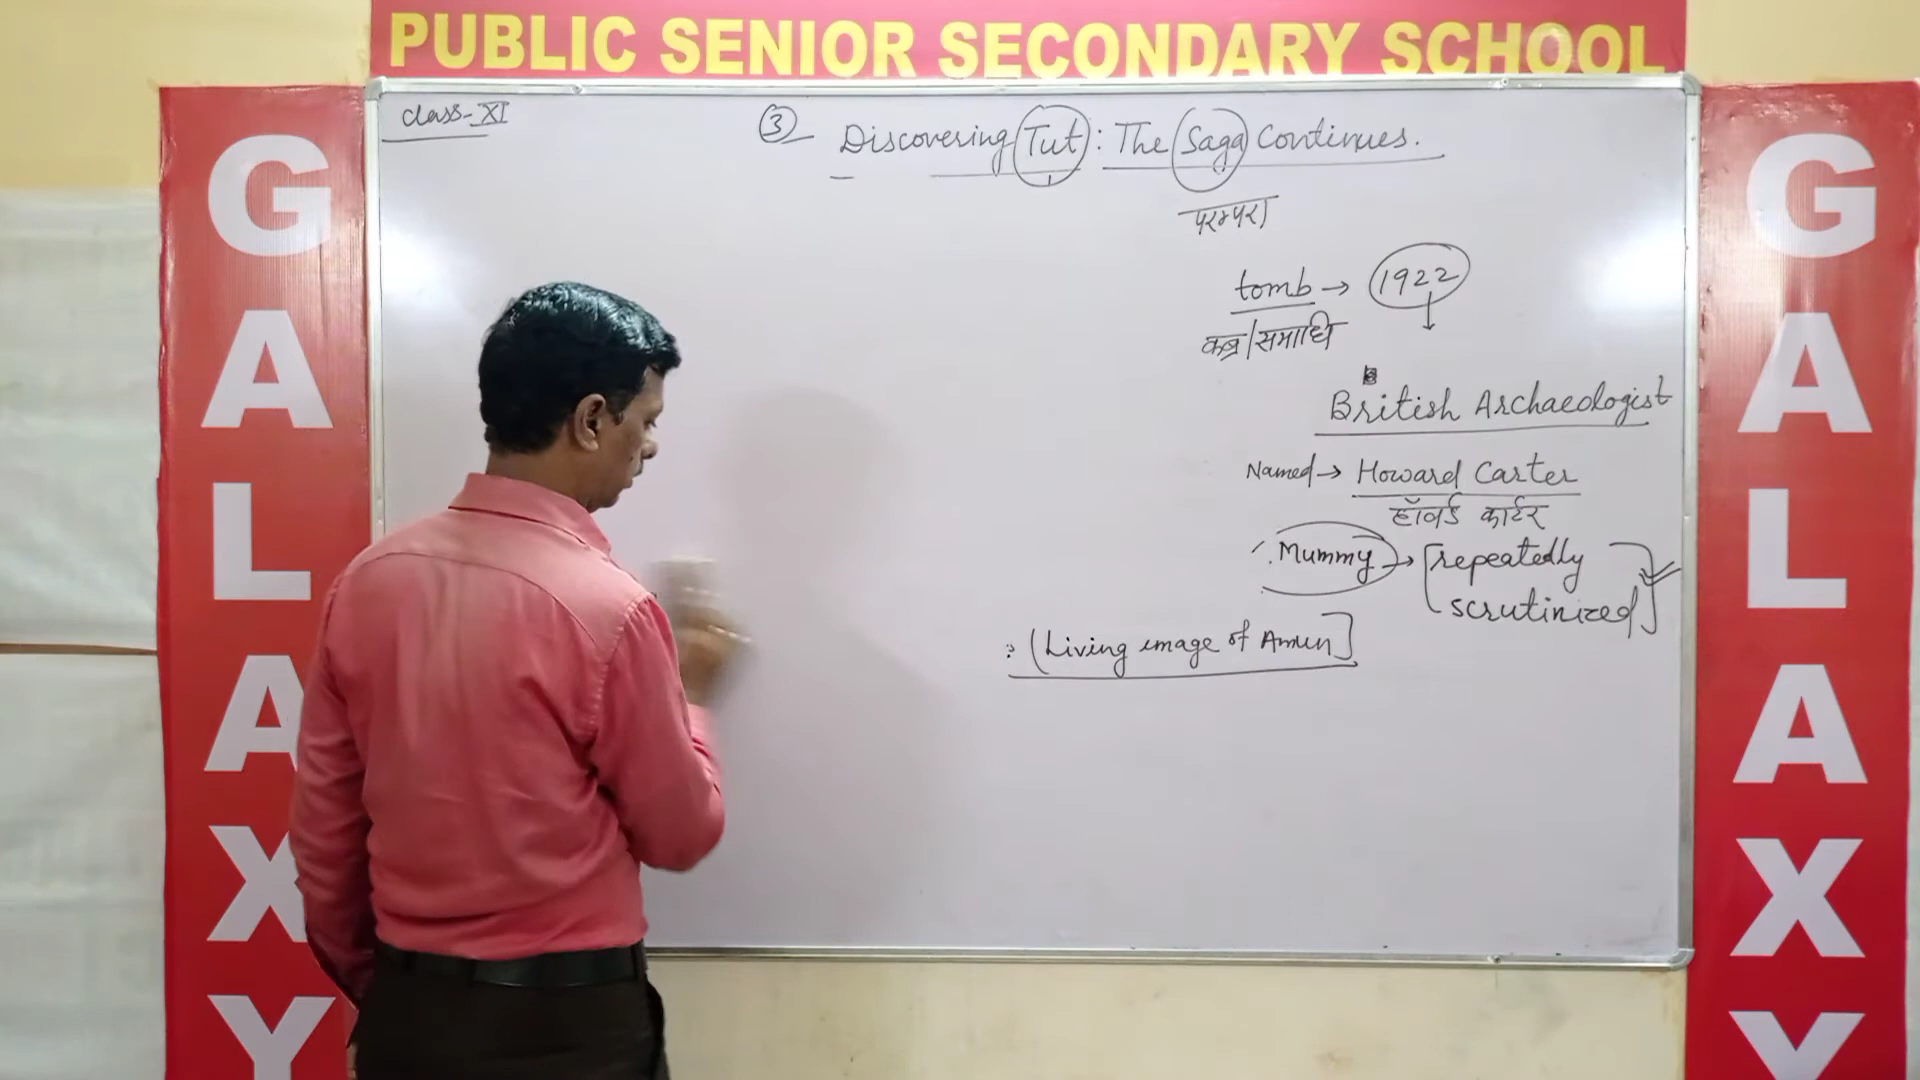 PUBLIC SENIOR SECONDARY SCHOOL
GALAXY
GALAXY
class-XI
3 Discovering Tut: The Saga Continues.
परम्परा
tomb → 1922
कब्र/समाधि
British Archaeologist
Named → Howard Carter
हॉवर्ड कार्टर
Mummy → [repeatedly
scrutinized]
: (Living image of Amun]